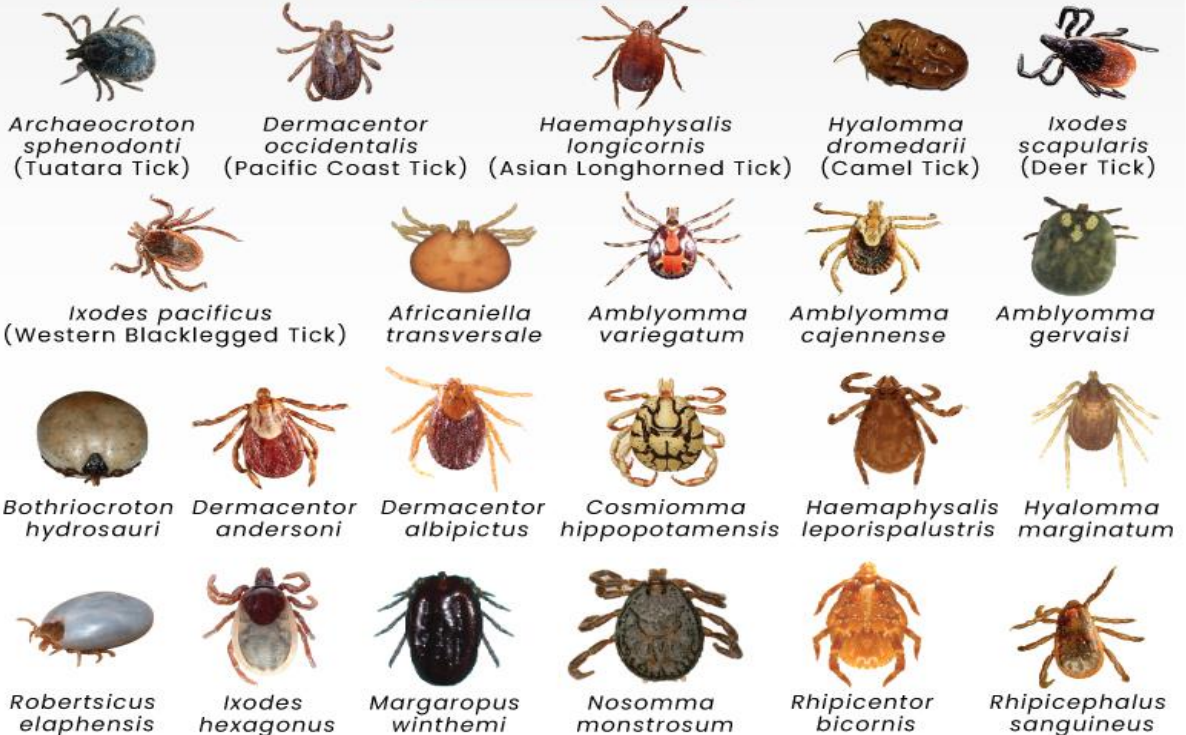 Archaeocroton
sphenodonti
(Tuatara Tick)
Dermacentor
occidentalis
(Pacific Coast Tick)
Haemaphysalis
longicornis
(Asian Longhorned Tick)
Hyalomma
dromedarii
(Camel Tick)
Ixodes
scapularis
(Deer Tick)
Ixodes pacificus
(Western Blacklegged Tick)
Africaniella
transversale
Amblyomma
variegatum
Amblyomma
cajennense
Amblyomma
gervaisi
Bothriocroton
hydrosauri
Dermacentor
andersoni
Dermacentor
albipictus
Cosmiomma
hippopotamensis
Haemaphysalis
leporispalustris
Hyalomma
marginatum
Robertsicus
elaphensis
Ixodes
hexagonus
Margaropus
winthemi
Nosomma
monstrosum
Rhipicentor
bicornis
Rhipicephalus
sanguineus